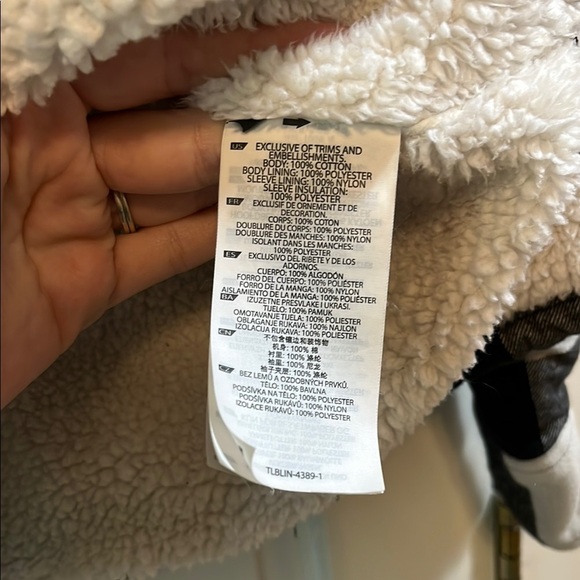 US EXCLUSIVE OF TRIMS AND
EMBELLISHMENTS.
BODY: 100% COTTON
BODY LINING: 100% POLYESTER
SLEEVE LINING: 100% NYLON
SLEEVE INSULATION:
100% POLYESTER
FR EXCLUSIF DE ORNEMENT ET DE
DECORATION.
CORPS: 100% COTON
DOUBLURE DU CORPS: 100% POLYESTER
DOUBLURE DES MANCHES: 100% NYLON
ISOLANT DANS LES MANCHES:
100% POLYESTER
ES EXCLUSIVO DEL RIBETE Y DE LOS
ADORNOS.
CUERPO: 100% ALGODÓN
FORRO DEL CUERPO: 100% POLIÉSTER
FORRO DE LA MANGA: 100% NYLON
AISLAMIENTO DE LA MANGA: 100% POLIÉSTER
BA IZUZETNE PRESVLAKE I UKRASI.
TIJELO: 100% PAMUK
OMOTAVANJE TIJELA: 100% POLIESTER
OBLAGANJE RUKAVA: 100% NAJLON
IZOLACIJA RUKAVA: 100% POLIESTER
CN 不包含镶边和装饰物
机身: 100% 棉
衬里: 100% 涤纶
袖里: 100% 尼龙
袖子夹层: 100% 涤纶
CZ BEZ LEMŮ A OZDOBNÝCH PRVKŮ.
TĚLO: 100% BAVLNA
PODŠÍVKA NA TĚLO: 100% POLYESTER
PODŠÍVKA RUKÁVŮ: 100% NYLON
IZOLACE RUKÁVŮ: 100% POLYESTER
TLBLIN-4389-1